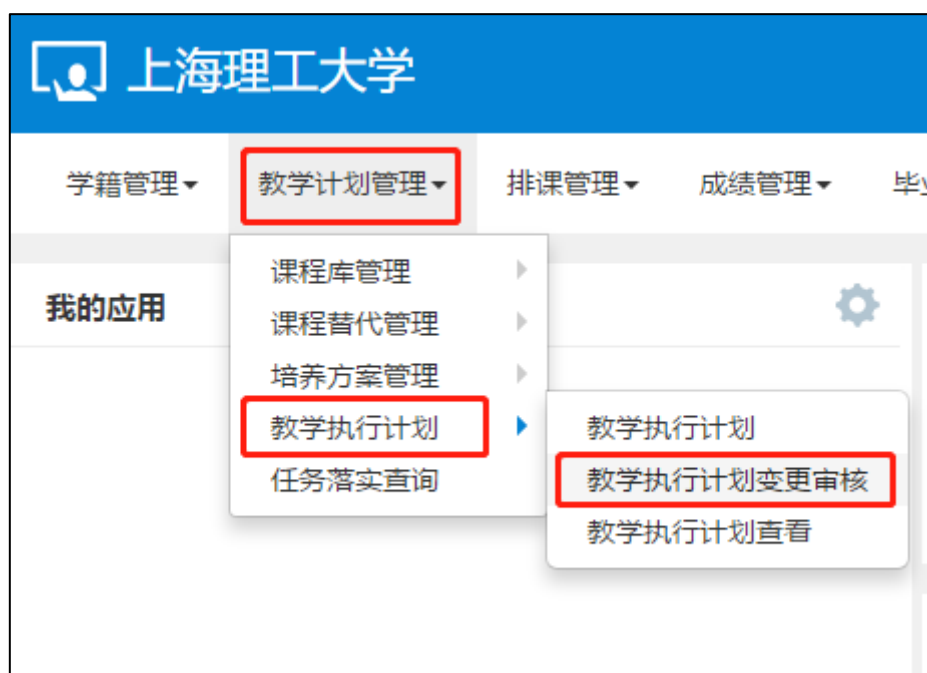 上海理工大学
学籍管理 教学计划管理 排课管理 成绩管理
我的应用
课程库管理
课程替代管理
培养方案管理
教学执行计划
任务落实查询
教学执行计划
教学执行计划变更审核
教学执行计划查看